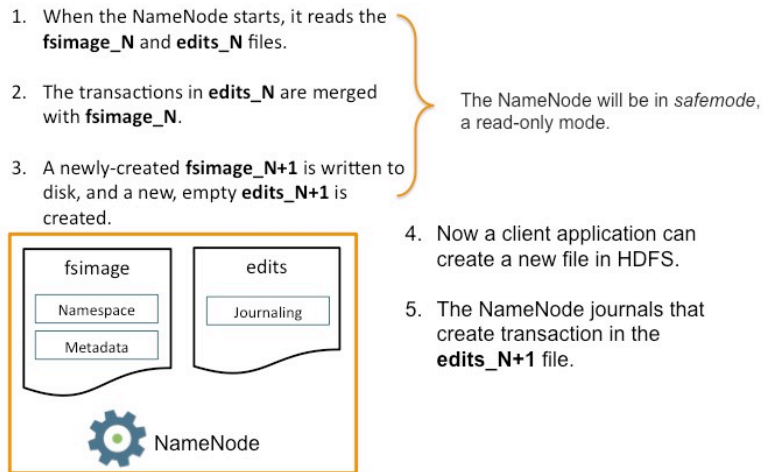 1. When the NameNode starts, it reads the
fsimage_N and edits_N files.
2. The transactions in edits_N are merged
with fsimage_N.
3. A newly-created fsimage_N+1 is written to
disk, and a new, empty edits_N+1 is
created.
The NameNode will be in safemode,
a read-only mode.
4. Now a client application can
create a new file in HDFS.
5. The NameNode journals that
create transaction in the
edits_N+1 file.
fsimage
Namespace
Metadata
edits
Journaling
NameNode